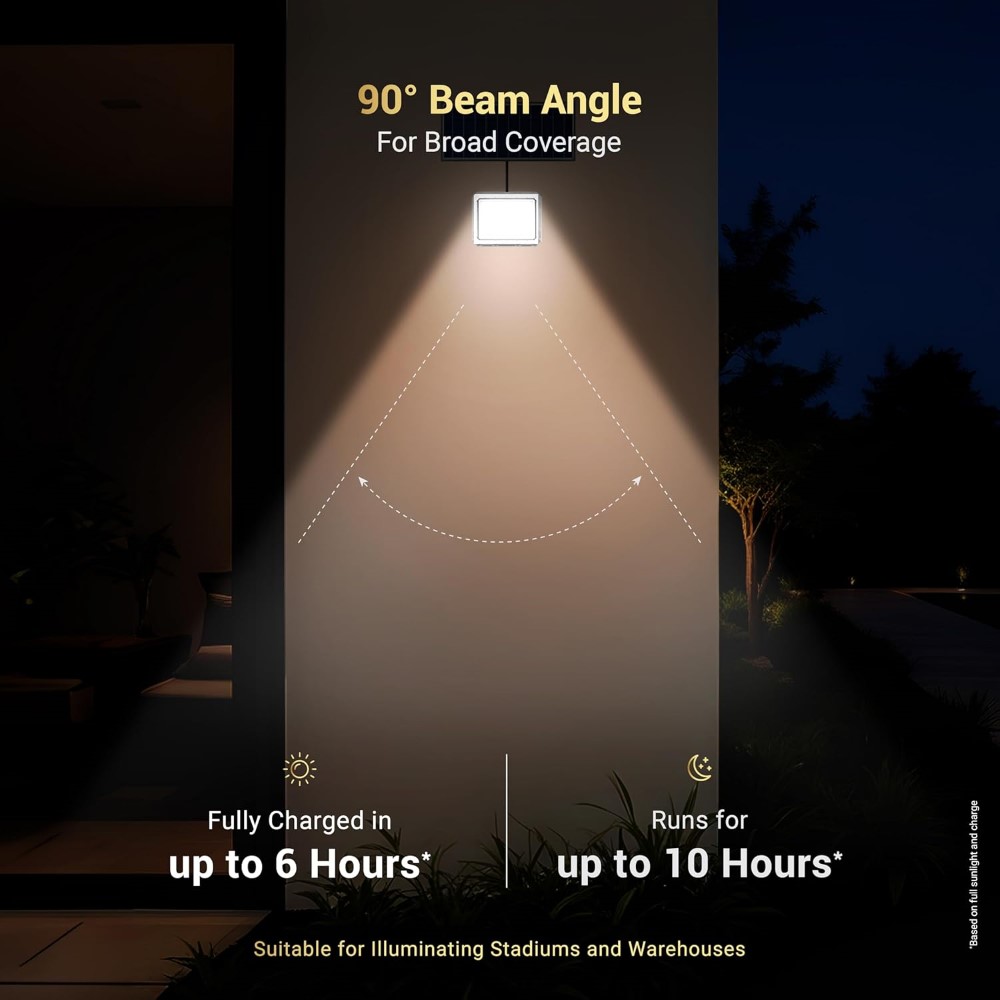 90° Beam Angle
For Broad Coverage
Fully Charged in
up to 6 Hours*
Runs for
up to 10 Hours*
*Based on full sunlight and charge
Suitable for Illuminating Stadiums and Warehouses